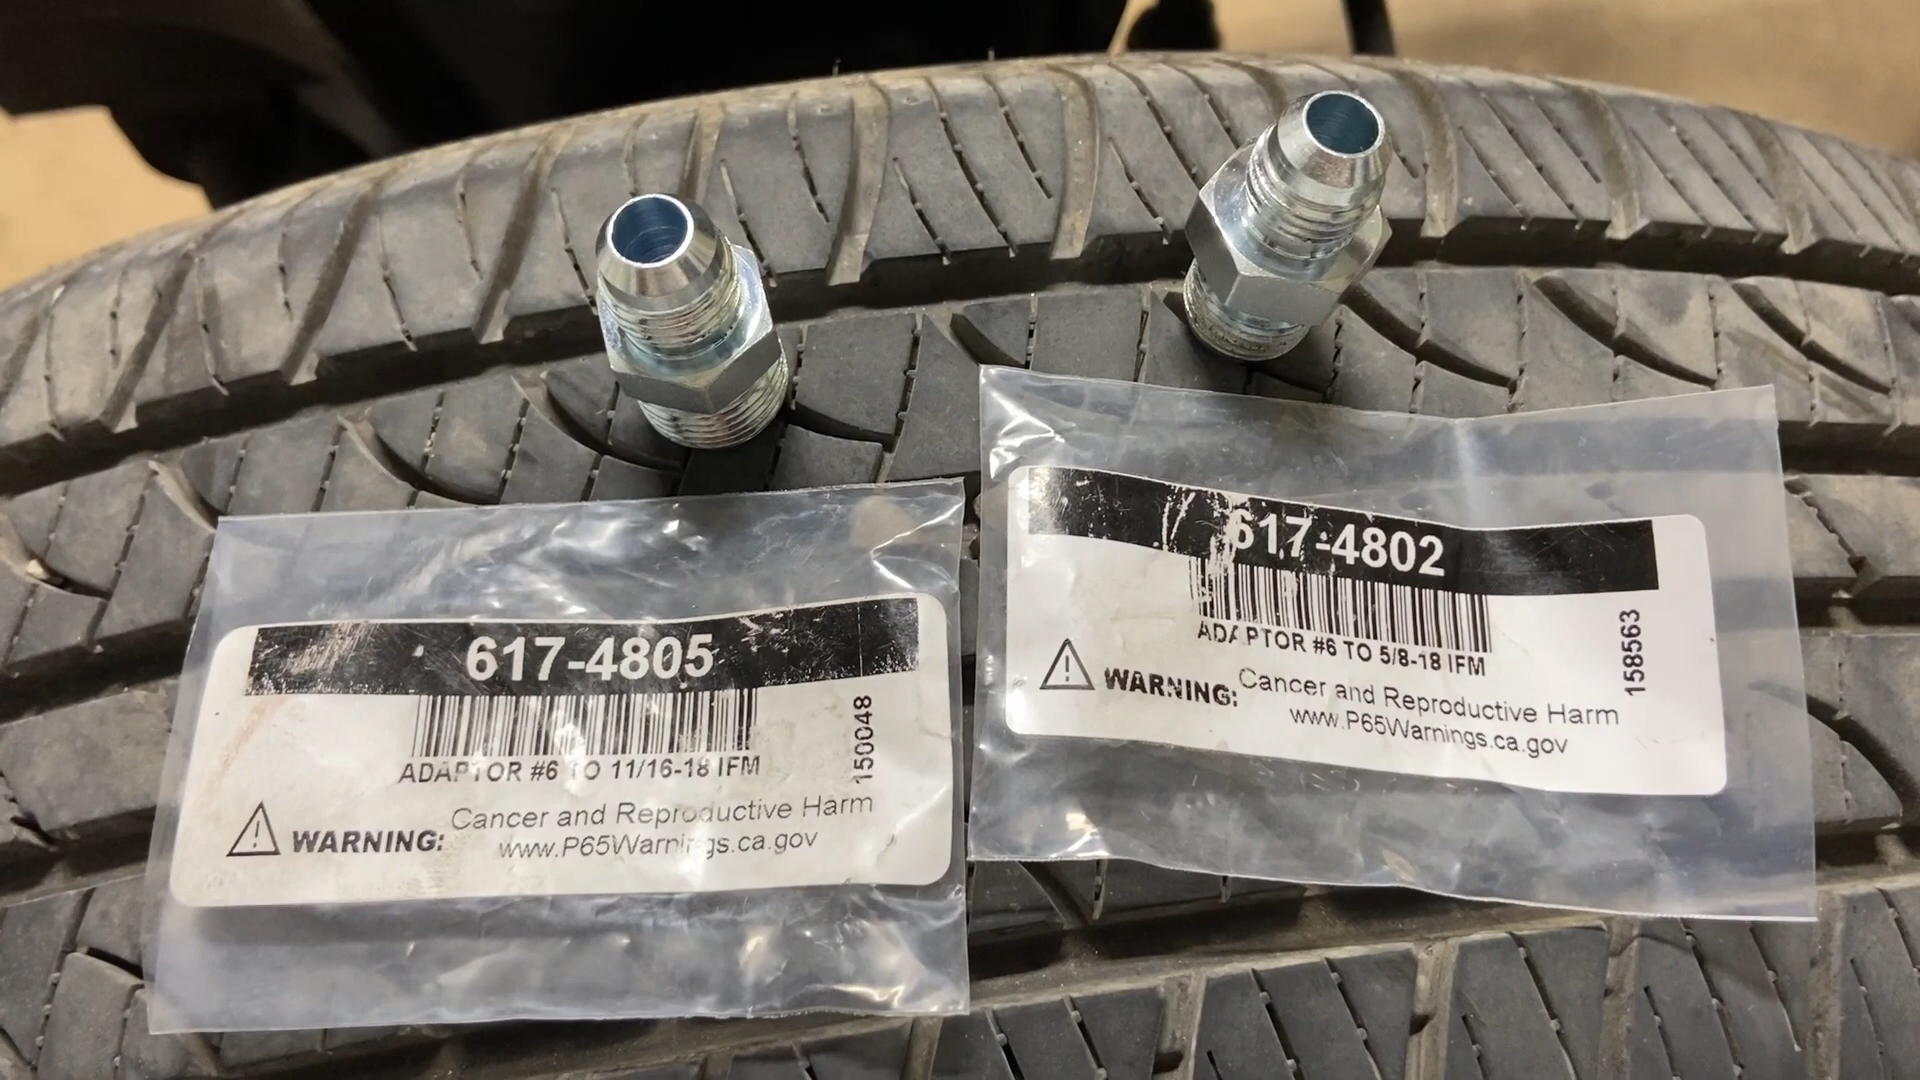 617-4805
ADAPTOR #6 TO 11/16-18 IFM
150048
WARNING:
Cancer and Reproductive Harm
www.P65Warnings.ca.gov
617-4802
ADAPTOR #6 TO 5/8-18 IFM
158563
WARNING:
Cancer and Reproductive Harm
www.P65Warnings.ca.gov